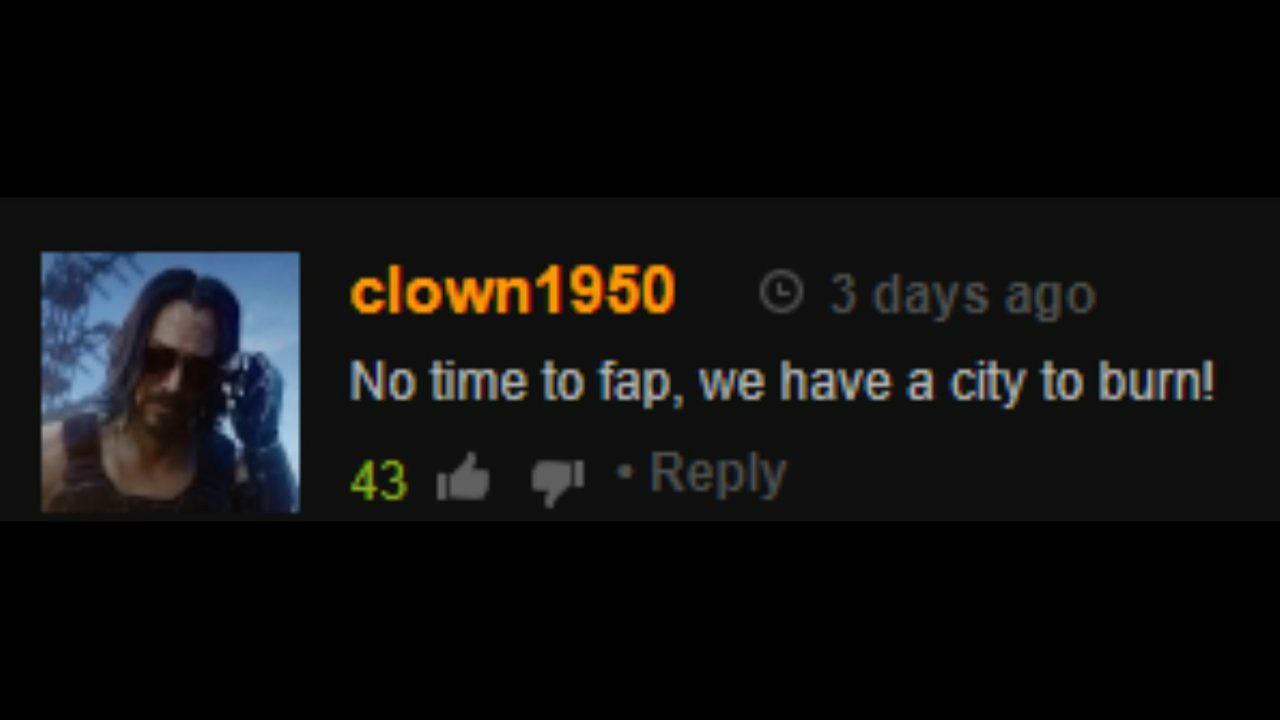 clown1950 3 days ago
No time to fap, we have a city to burn!
43 • Reply